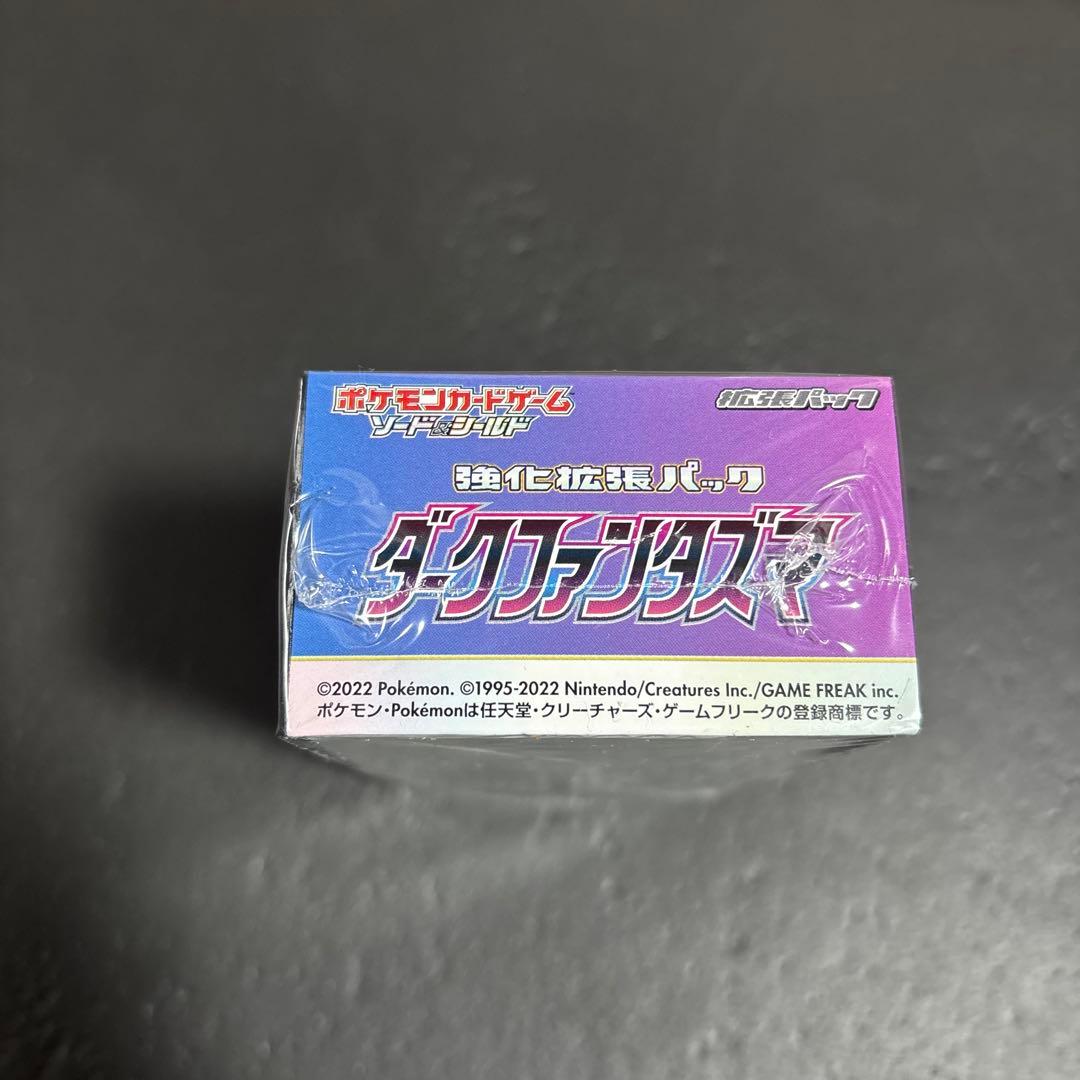 ポケモンカードゲーム
ソード&シールド
拡張パック
強化拡張パック
ダークファンタズマ
©2022 Pokémon. ©1995-2022 Nintendo/Creatures Inc./GAME FREAK inc.
ポケモン・Pokémonは任天堂・クリーチャーズ・ゲームフリークの登録商標です。